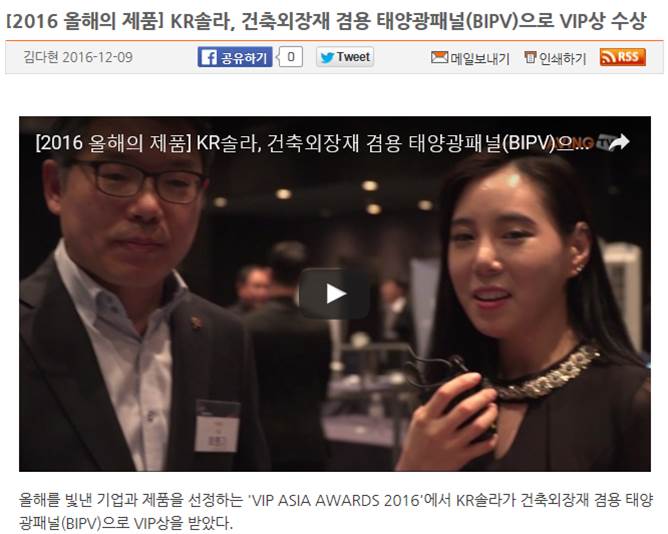 [2016 올해의 제품] KR솔라, 건축외장재 겸용 태양광패널(BIPV)으로 VIP상 수상
김다현 2016-12-09
공유하기 0 Tweet 메일보내기 인쇄하기 RSS
[2016 올해의 제품] KR솔라, 건축외장재 겸용 태양광패널(BIPV)으...
올해를 빛낸 기업과 제품을 선정하는 'VIP ASIA AWARDS 2016'에서 KR솔라가 건축외장재 겸용 태양
광패널(BIPV)으로 VIP상을 받았다.